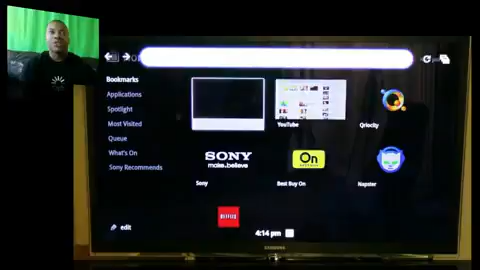 Bookmarks
Applications
Spotlight
Most Visited
Queue
What's On
Sony Recommends
YouTube
Qriocity
SONY
make.believe
On
Sony
Best Buy On
Napster
NETFLIX
edit
4:14 pm
SAMSUNG